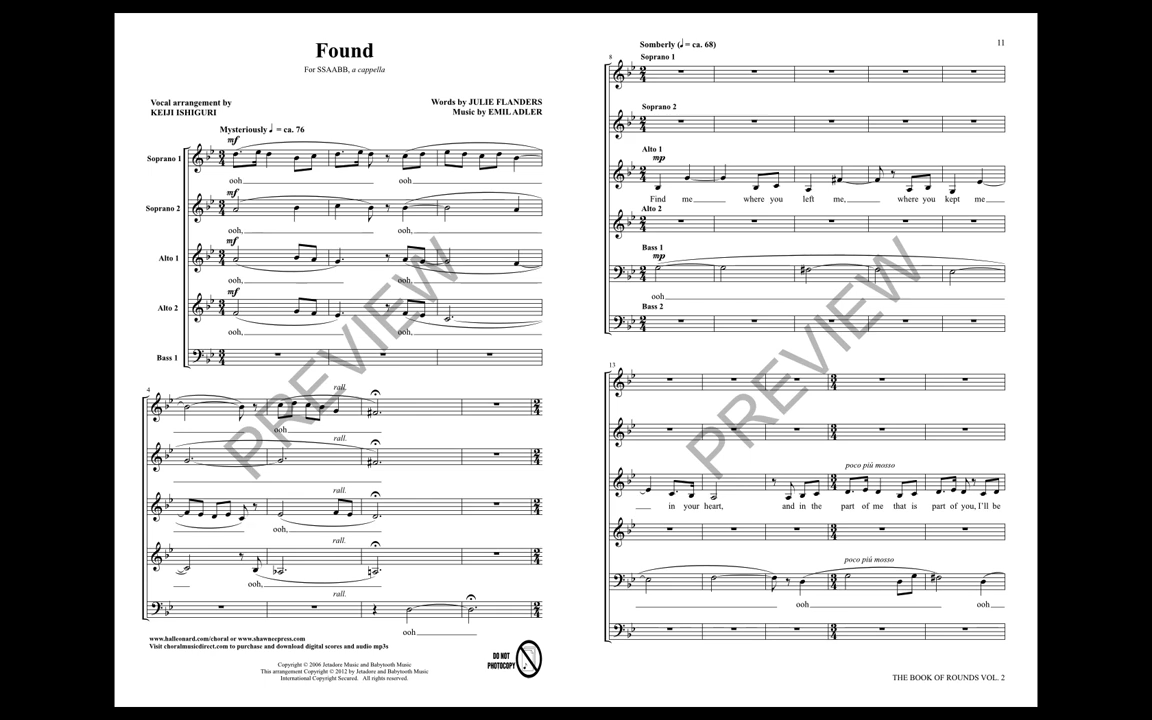 Found
For SSAABB, a cappella
Vocal arrangement by
KEIJI ISHIGURI
Words by JULIE FLANDERS
Music by EMIL ADLER
Mysteriously ♩ = ca. 76
mf
Soprano 1
ooh ooh
mf
Soprano 2
ooh, ooh,
mf
Alto 1
ooh, ooh,
mf
Alto 2
ooh, ooh,
Bass 1
4
rall.
ooh
rall.
rall.
ooh,
rall.
ooh,
rall.
ooh
www.halleonard.com/choral or www.shawneepress.com
Visit choralmusicdirect.com to purchase and download digital scores and audio mp3s
Copyright © 2006 Jetadore Music and Babytooth Music
This arrangement Copyright © 2012 by Jetadore and Babytooth Music
International Copyright Secured. All rights reserved.
DO NOT
PHOTOCOPY
PREVIEW
11
Somberly (♩ = ca. 68)
8
Soprano 1
Soprano 2
Alto 1
mp
Find me where you left me, where you kept me
Alto 2
Bass 1
mp
ooh
Bass 2
13
poco più mosso
in your heart, and in the part of me that is part of you, I'll be
poco più mosso
ooh ooh
THE BOOK OF ROUNDS VOL. 2
PREVIEW